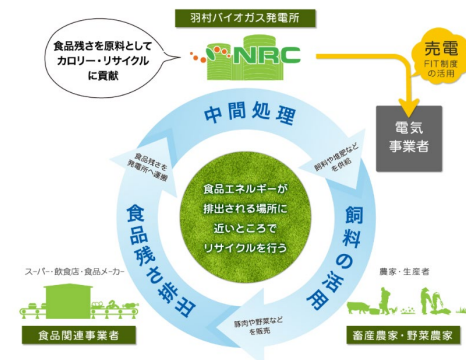 羽村バイオガス発電所
食品残さを原料として
カロリー・リサイクル
に貢献
NRC
売電
FIT制度
の活用
電気
事業者
中間処理
食品残さを
発電所へ運搬
飼料や堆肥など
を供給
食品エネルギーが
排出される場所に
近いところで
リサイクルを行う
食品残さ排出
飼料の活用
スーパー・飲食店・食品メーカー
農家・生産者
豚肉や野菜など
を販売
食品関連事業者
畜産農家・野菜農家